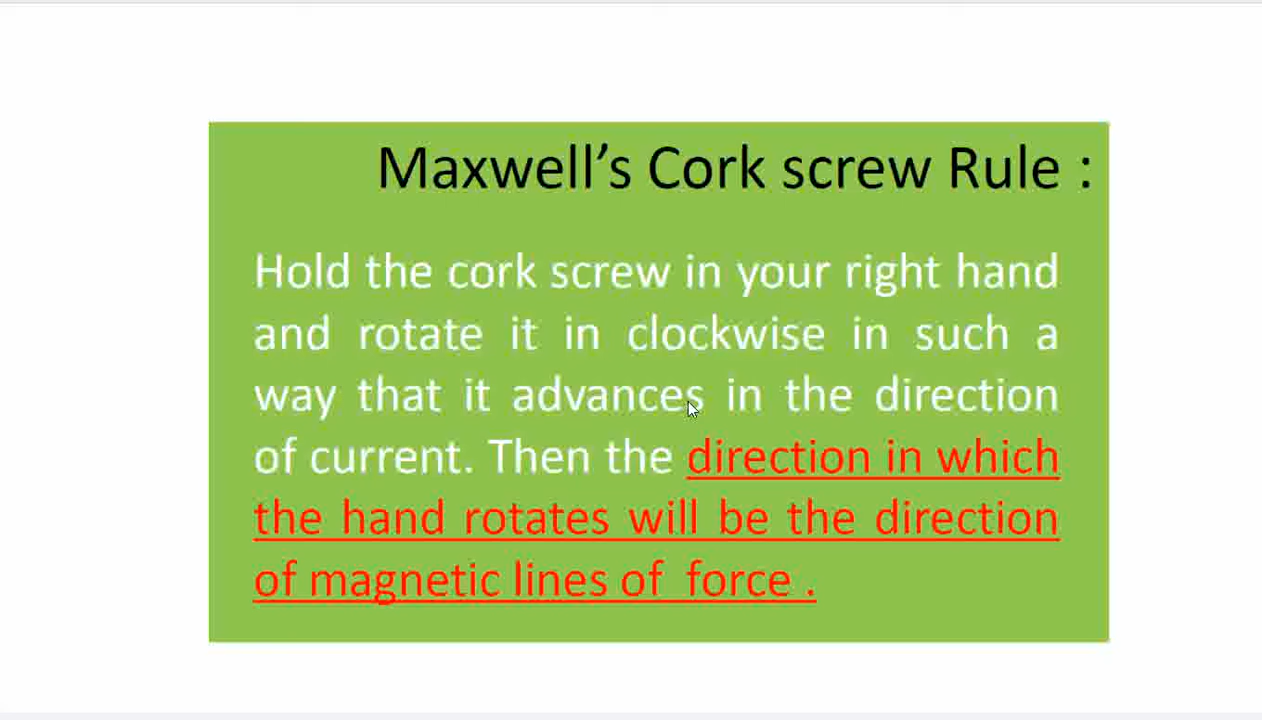 Maxwell’s Cork screw Rule :
Hold the cork screw in your right hand
and rotate it in clockwise in such a
way that it advances in the direction
of current. Then the direction in which
the hand rotates will be the direction
of magnetic lines of force .